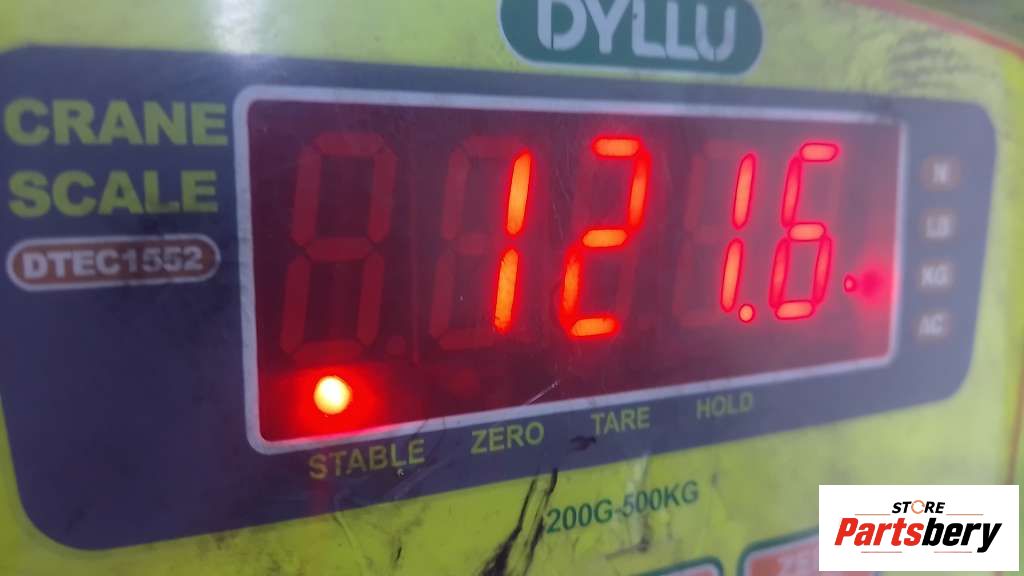 DYLLU
CRANE
SCALE
DTEC1552
121.6
N
LB
KG
AC
STABLE ZERO TARE HOLD
200G-500KG
STORE
Partsbery